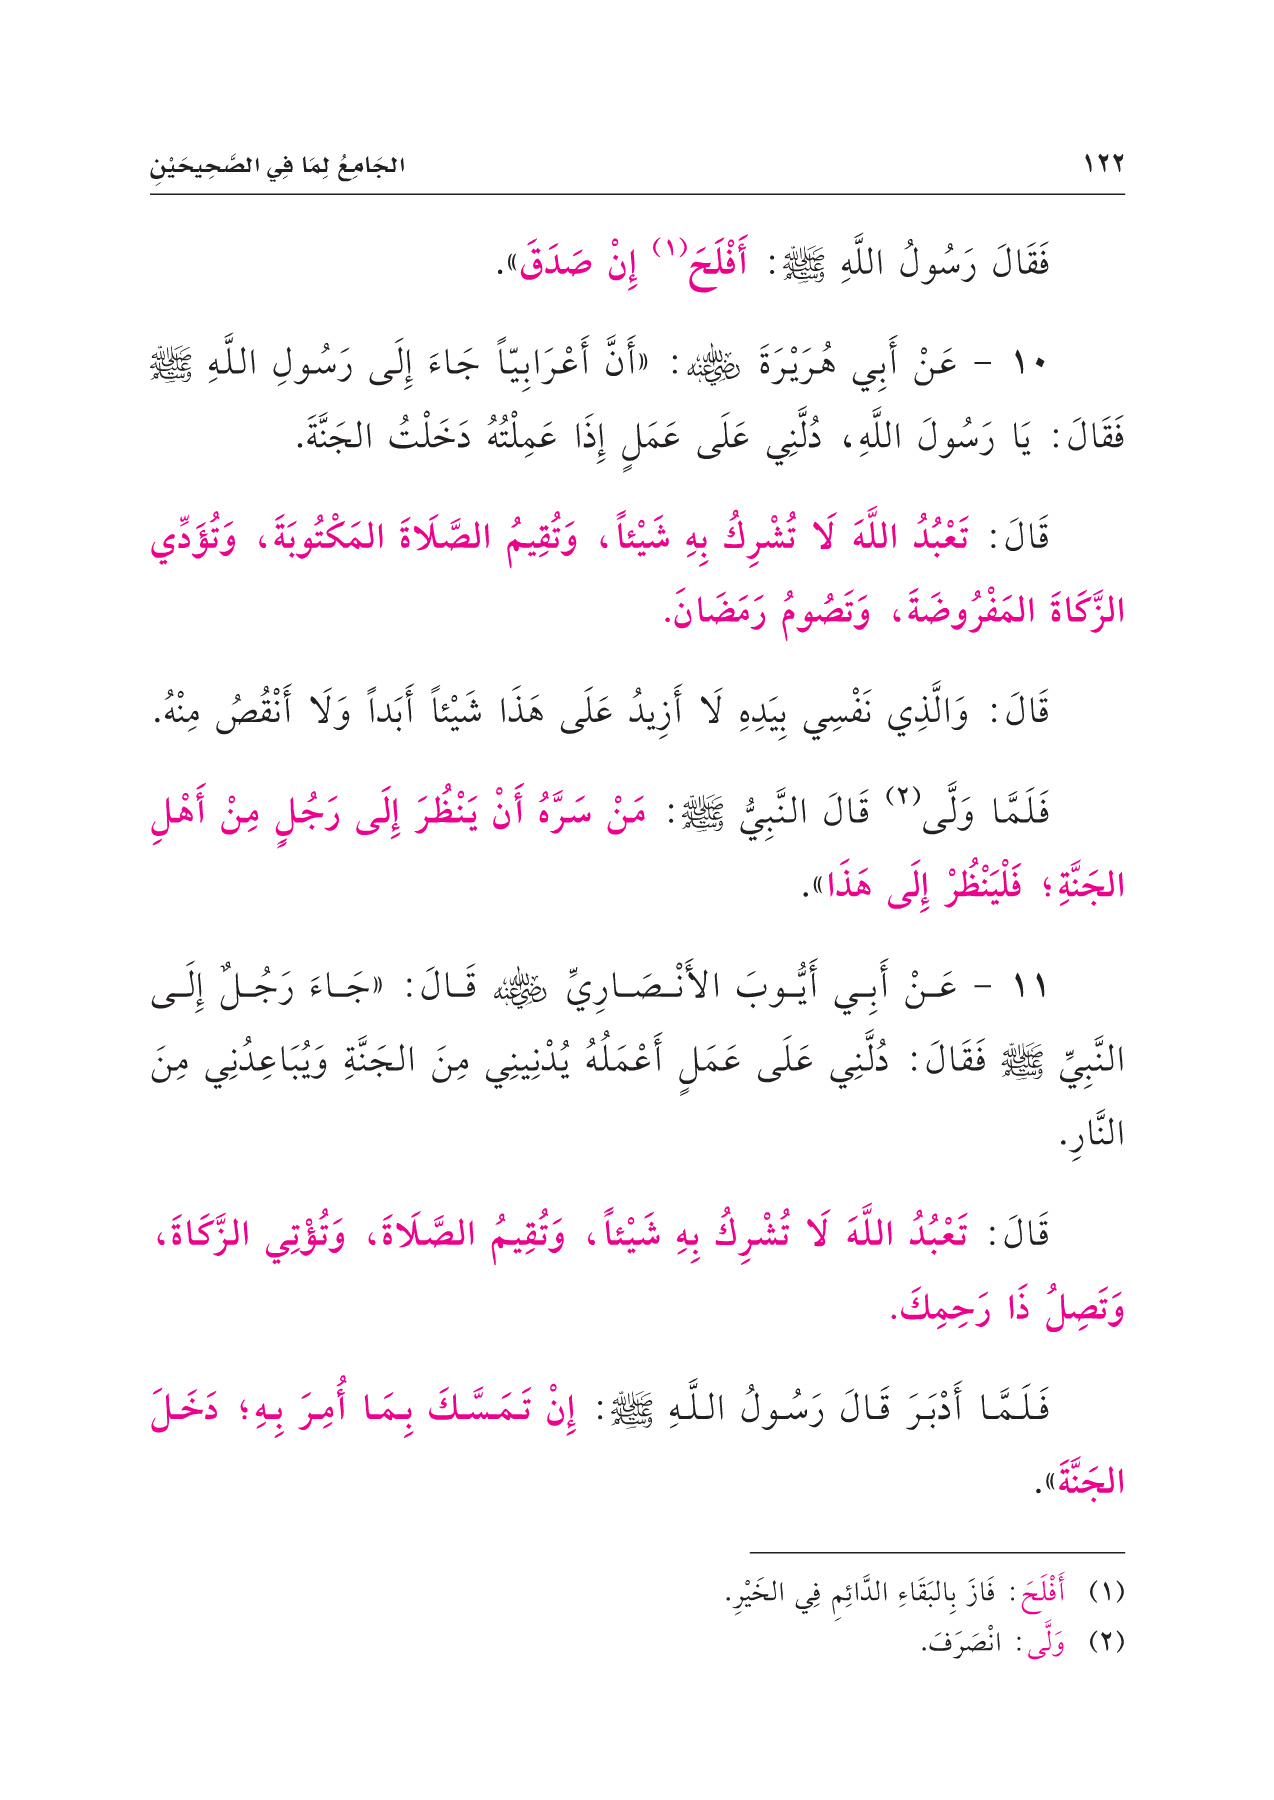 ١٢٢ الجَامِعُ لِمَا فِي الصَّحِيحَيْنِ
فَقَالَ رَسُولُ اللَّهِ ﷺ: أَفْلَحَ(١) إِنْ صَدَقَ».
١٠ - عَنْ أَبِي هُرَيْرَةَ رضي الله عنه: «أَنَّ أَعْرَابِيّاً جَاءَ إِلَى رَسُولِ اللَّهِ ﷺ
فَقَالَ: يَا رَسُولَ اللَّهِ، دُلَّنِي عَلَى عَمَلٍ إِذَا عَمِلْتُهُ دَخَلْتُ الجَنَّةَ.
قَالَ: تَعْبُدُ اللَّهَ لَا تُشْرِكُ بِهِ شَيْئاً، وَتُقِيمُ الصَّلَاةَ المَكْتُوبَةَ، وَتُؤَدِّي
الزَّكَاةَ المَفْرُوضَةَ، وَتَصُومُ رَمَضَانَ.
قَالَ: وَالَّذِي نَفْسِي بِيَدِهِ لَا أَزِيدُ عَلَى هَذَا شَيْئاً أَبَداً وَلَا أَنْقُصُ مِنْهُ.
فَلَمَّا وَلَّى(٢) قَالَ النَّبِيُّ ﷺ: مَنْ سَرَّهُ أَنْ يَنْظُرَ إِلَى رَجُلٍ مِنْ أَهْلِ
الجَنَّةِ؛ فَلْيَنْظُرْ إِلَى هَذَا».
١١ - عَنْ أَبِي أَيُّوبَ الأَنْصَارِيِّ رضي الله عنه قَالَ: «جَاءَ رَجُلٌ إِلَى
النَّبِيِّ ﷺ فَقَالَ: دُلَّنِي عَلَى عَمَلٍ أَعْمَلُهُ يُدْنِينِي مِنَ الجَنَّةِ وَيُبَاعِدُنِي مِنَ
النَّارِ.
قَالَ: تَعْبُدُ اللَّهَ لَا تُشْرِكُ بِهِ شَيْئاً، وَتُقِيمُ الصَّلَاةَ، وَتُؤْتِي الزَّكَاةَ،
وَتَصِلُ ذَا رَحِمِكَ.
فَلَمَّا أَدْبَرَ قَالَ رَسُولُ اللَّهِ ﷺ: إِنْ تَمَسَّكَ بِمَا أُمِرَ بِهِ؛ دَخَلَ
الجَنَّةَ».
(١) أَفْلَحَ: فَازَ بِالبَقَاءِ الدَّائِمِ فِي الخَيْرِ.
(٢) وَلَّى: انْصَرَفَ.